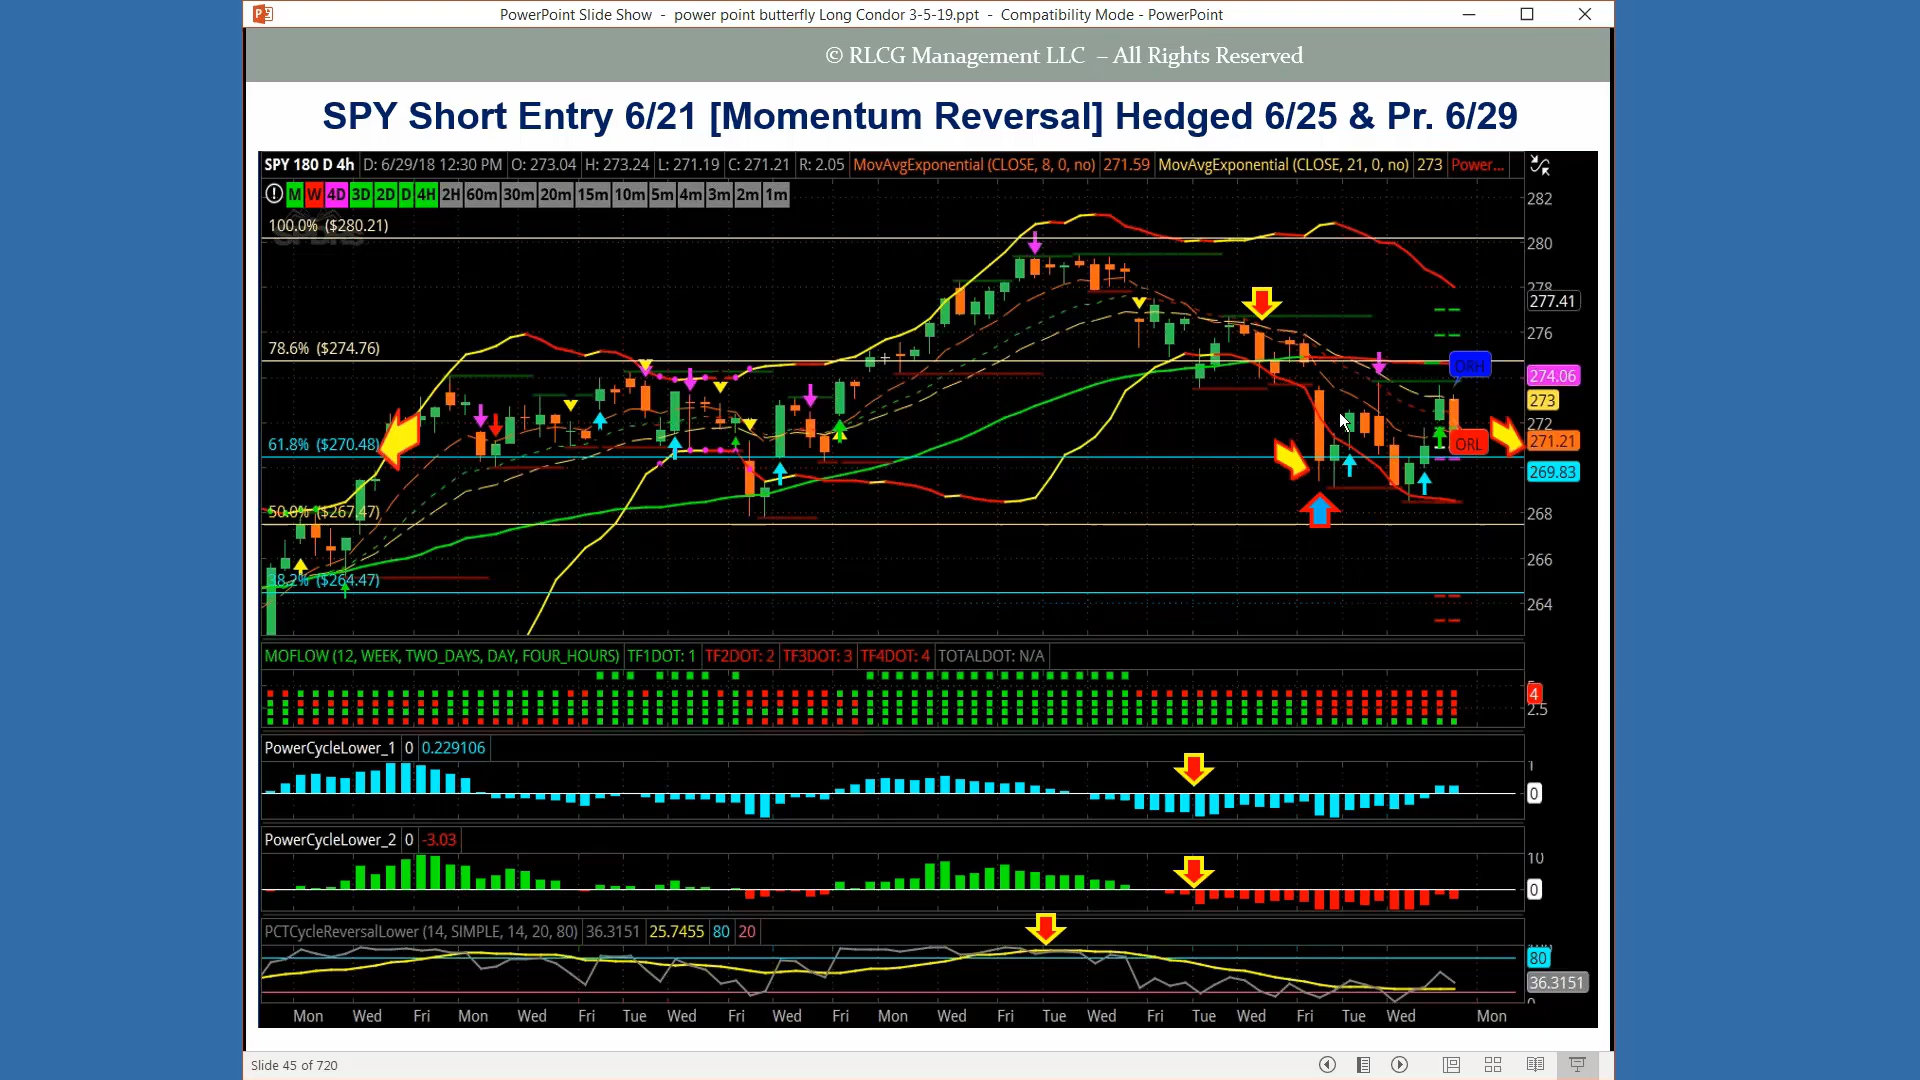 PowerPoint Slide Show - power point butterfly Long Condor 3-5-19.ppt - Compatibility Mode - PowerPoint
© RLCG Management LLC – All Rights Reserved
SPY Short Entry 6/21 [Momentum Reversal] Hedged 6/25 & Pr. 6/29
SPY 180 D 4h D: 6/29/18 12:30 PM O: 273.04 H: 273.24 L: 271.19 C: 271.21 R: 2.05 MovAvgExponential (CLOSE, 8, 0, no) 271.59 MovAvgExponential (CLOSE, 21, 0, no) 273 Power...
M W 4D 3D 2D D 4H 2H 60m 30m 20m 15m 10m 5m 4m 3m 2m 1m
282
100.0% ($280.21)
280
278
277.41
276
78.6% ($274.76)
ORH
274.06
273
272
61.8% ($270.48)
ORL
271.21
269.83
50.0% ($267.47)
268
266
38.2% ($264.47)
264
MOFLOW (12, WEEK, TWO_DAYS, DAY, FOUR_HOURS) TF1DOT: 1 TF2DOT: 2 TF3DOT: 3 TF4DOT: 4 TOTALDOT: N/A
5
4
2.5
PowerCycleLower_1 0 0.229106
1
0
PowerCycleLower_2 0 -3.03
10
0
PCTCycleReversalLower (14, SIMPLE, 14, 20, 80) 36.3151 25.7455 80 20
80
36.3151
0
Mon Wed Fri Mon Wed Fri Tue Wed Fri Wed Fri Mon Wed Fri Tue Wed Fri Tue Wed Fri Tue Wed Mon
Slide 45 of 720